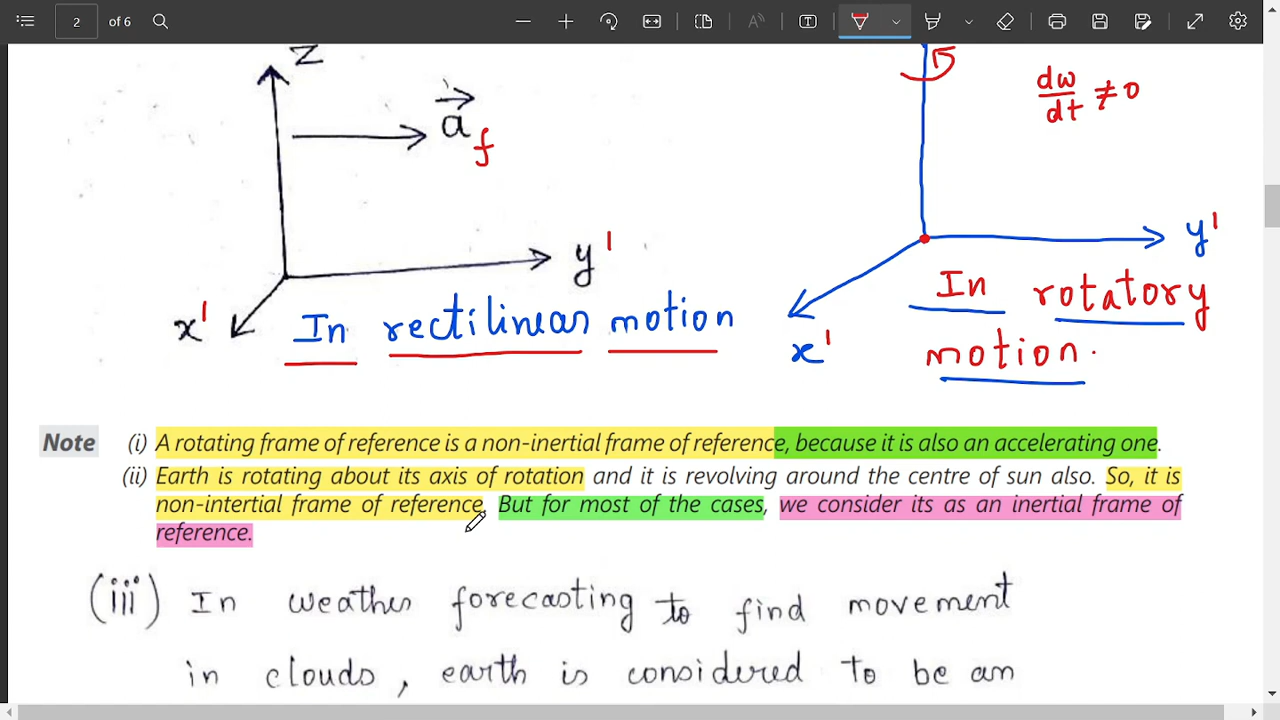 2 of 6
z
a
f
y'
x'
In rectilinear motion
dω
dt ≠ 0
y'
x'
In rotatory
motion.
Note (i) A rotating frame of reference is a non-inertial frame of reference, because it is also an accelerating one.
(ii) Earth is rotating about its axis of rotation and it is revolving around the centre of sun also. So, it is
non-intertial frame of reference. But for most of the cases, we consider its as an inertial frame of
reference.
(iii) In weather forecasting to find movement
in clouds, earth is considered to be an